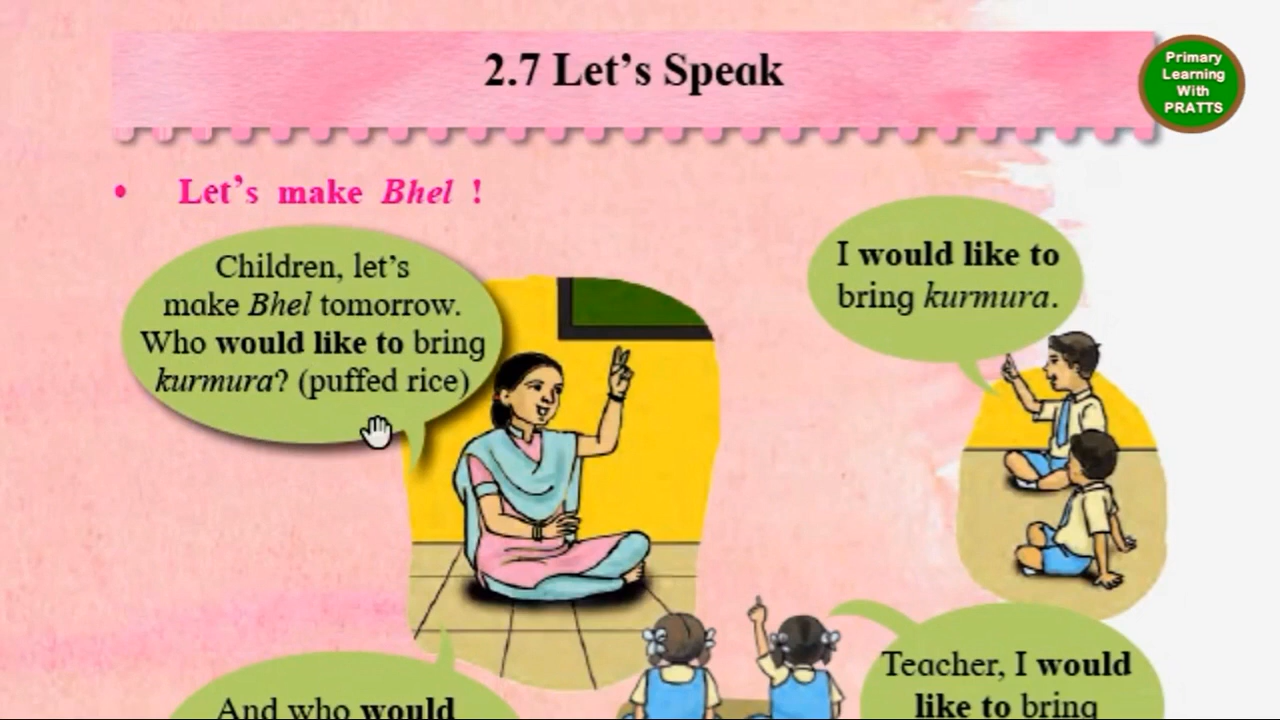 2.7 Let's Speak
Primary
Learning
With
PRATTS
• Let's make Bhel !
Children, let's
make Bhel tomorrow.
Who would like to bring
kurmura? (puffed rice)
I would like to
bring kurmura.
Teacher, I would
like to bring
And who would